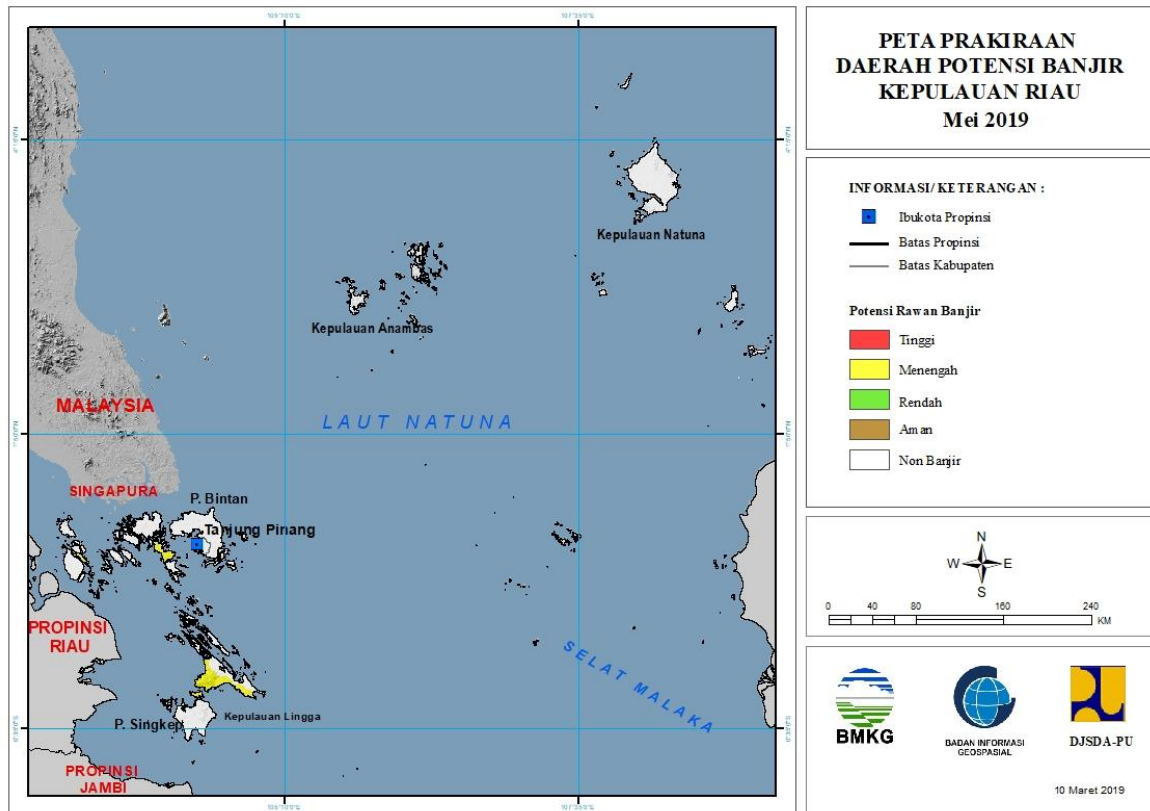 PETA PRAKIRAAN
DAERAH POTENSI BANJIR
KEPULAUAN RIAU
Mei 2019
INFORMASI/ KETERANGAN :
Ibukota Propinsi
Batas Propinsi
Batas Kabupaten
Potensi Rawan Banjir
Tinggi
Menengah
Rendah
Aman
Non Banjir
N
W E
S
0 40 80 160 240
KM
BMKG
BADAN INFORMASI
GEOSPASIAL
DJSDA-PU
10 Maret 2019
Kepulauan Natuna
Kepulauan Anambas
MALAYSIA
LAUT NATUNA
SINGAPURA
P. Bintan
Tanjung Pinang
PROPINSI
RIAU
SELAT MALAKA
Kepulauan Lingga
P. Singkep
PROPINSI
JAMBI